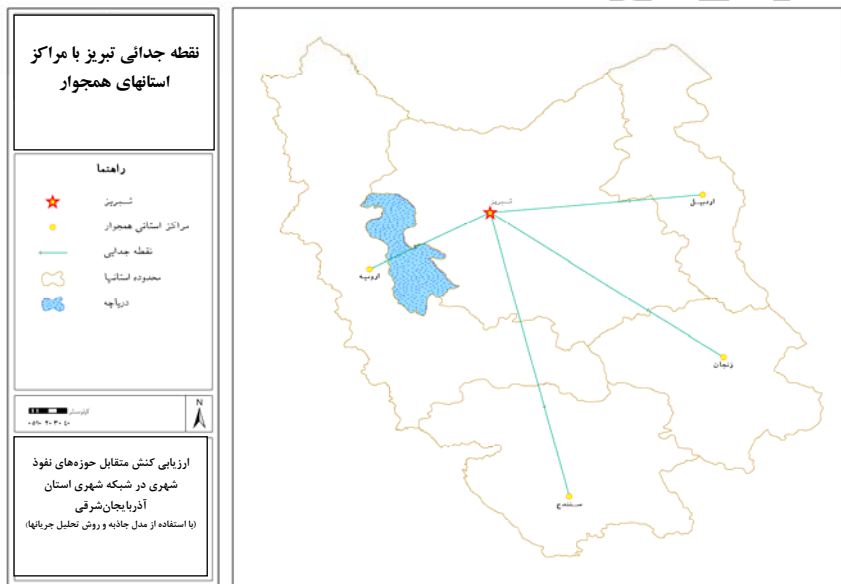 نقطه جدائی تبریز با مراکز
استانهای همجوار
راهنما
تبریز
مراکز استانی همجوار
نقطه جدایی
محدوده استانها
دریاچه
کیلومتر
N
ارزیابی کنش متقابل حوزه‌های نفوذ
شهری در شبکه شهری استان
آذربایجان‌شرقی
(با استفاده از مدل جاذبه و روش تحلیل جریانها)
تبریز
اردبیل
ارومیه
زنجان
سنندج